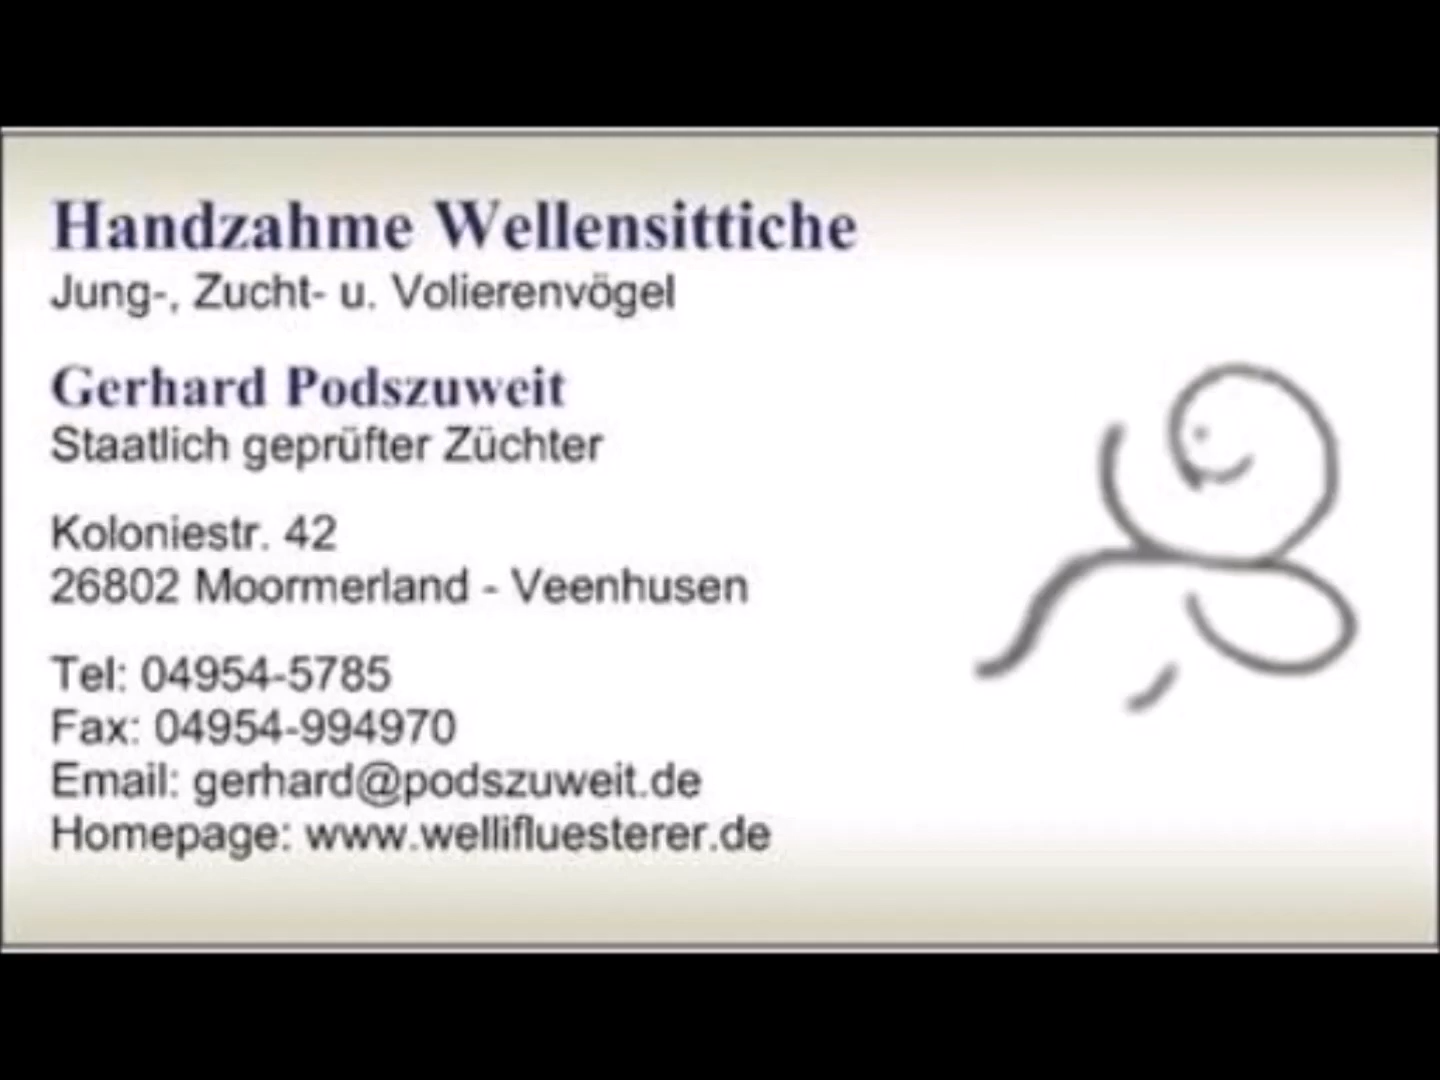 Handzahme Wellensittiche
Jung-, Zucht- u. Volierenvögel
Gerhard Podszuweit
Staatlich geprüfter Züchter
Koloniestr. 42
26802 Moormerland - Veenhusen
Tel: 04954-5785
Fax: 04954-994970
Email: gerhard@podszuweit.de
Homepage: www.wellifluesterer.de